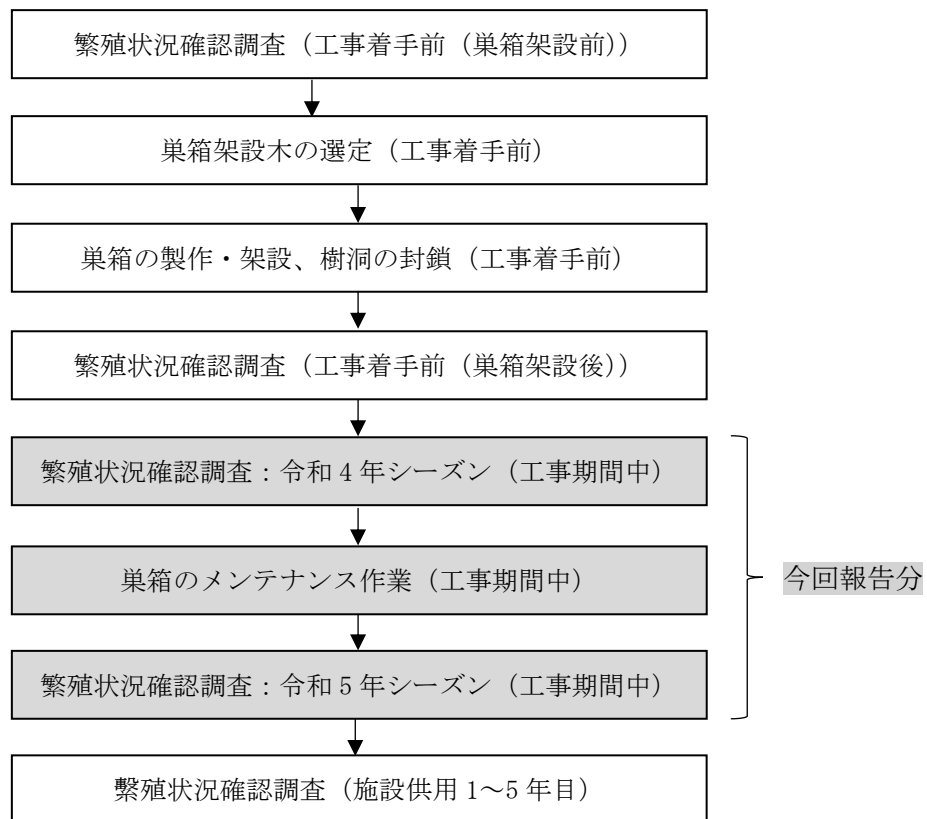 繁殖状況確認調査（工事着手前（巣箱架設前））
巣箱架設木の選定（工事着手前）
巣箱の製作・架設、樹洞の封鎖（工事着手前）
繁殖状況確認調査（工事着手前（巣箱架設後））
繁殖状況確認調査：令和４年シーズン（工事期間中）
巣箱のメンテナンス作業（工事期間中）
今回報告分
繁殖状況確認調査：令和５年シーズン（工事期間中）
繫殖状況確認調査（施設供用 1～5 年目）